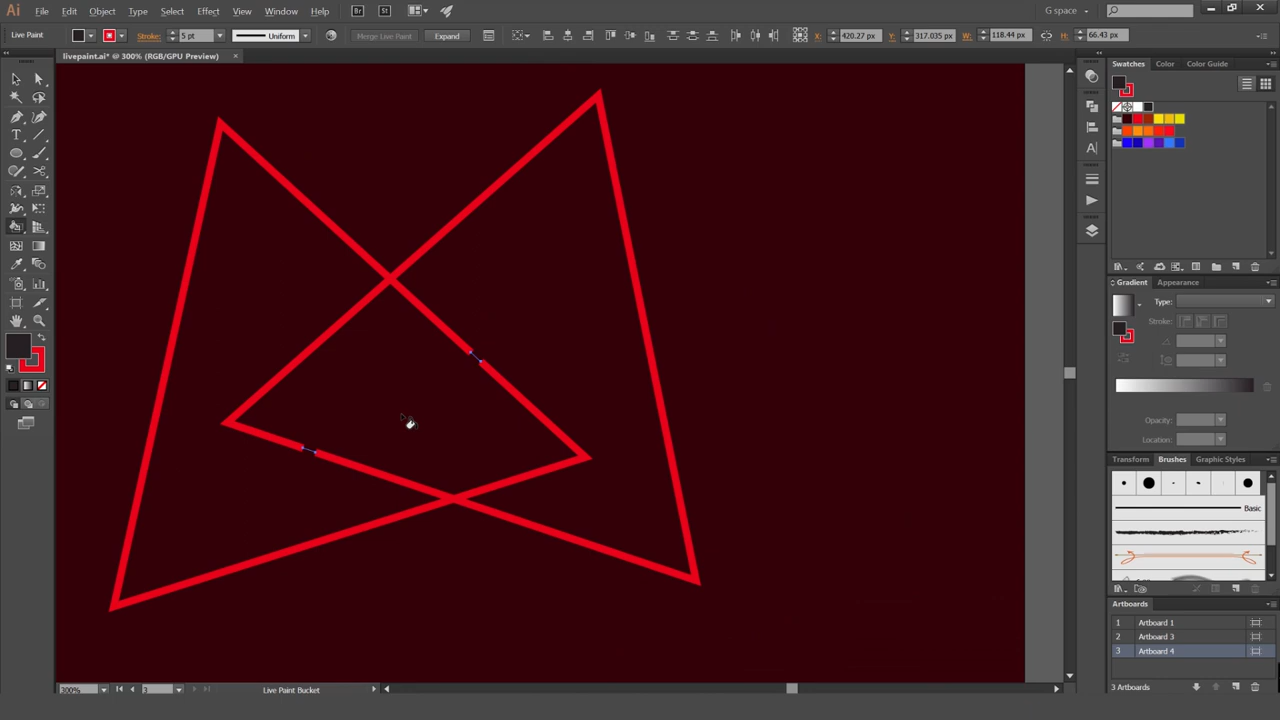 Ai File Edit Object Type Select Effect View Window Help Br St G space
Live Paint Stroke: 5 pt Uniform Merge Live Paint Expand X: 420.27 px Y: 317.035 px W: 118.44 px H: 66.43 px
livepaint.ai* @ 300% (RGB/GPU Preview) ×
Swatches Color Color Guide
Gradient Appearance
Type:
Stroke:
Opacity:
Location:
Transform Brushes Graphic Styles
Basic
Artboards
1 Artboard 1
2 Artboard 3
3 Artboard 4
3 Artboards
300% 3 Live Paint Bucket